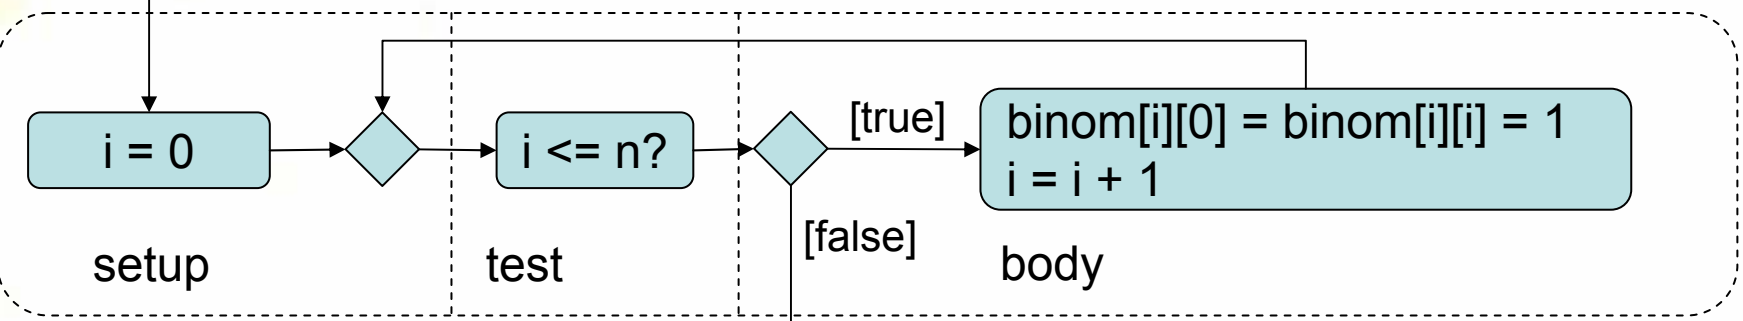 i = 0
i <= n?
[true]
binom[i][0] = binom[i][i] = 1
i = i + 1
[false]
setup
test
body